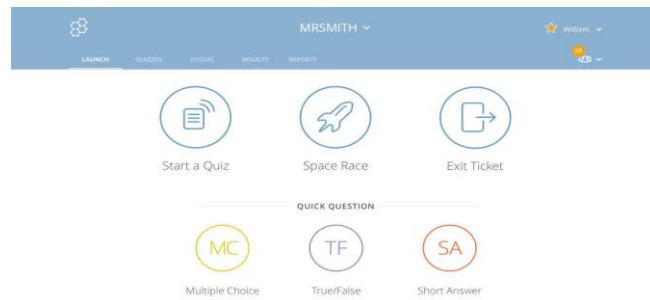 MRSMITH
William
LAUNCH QUIZZES ROOMS RESULTS REPORTS
Start a Quiz Space Race Exit Ticket
QUICK QUESTION
MC TF SA
Multiple Choice True/False Short Answer